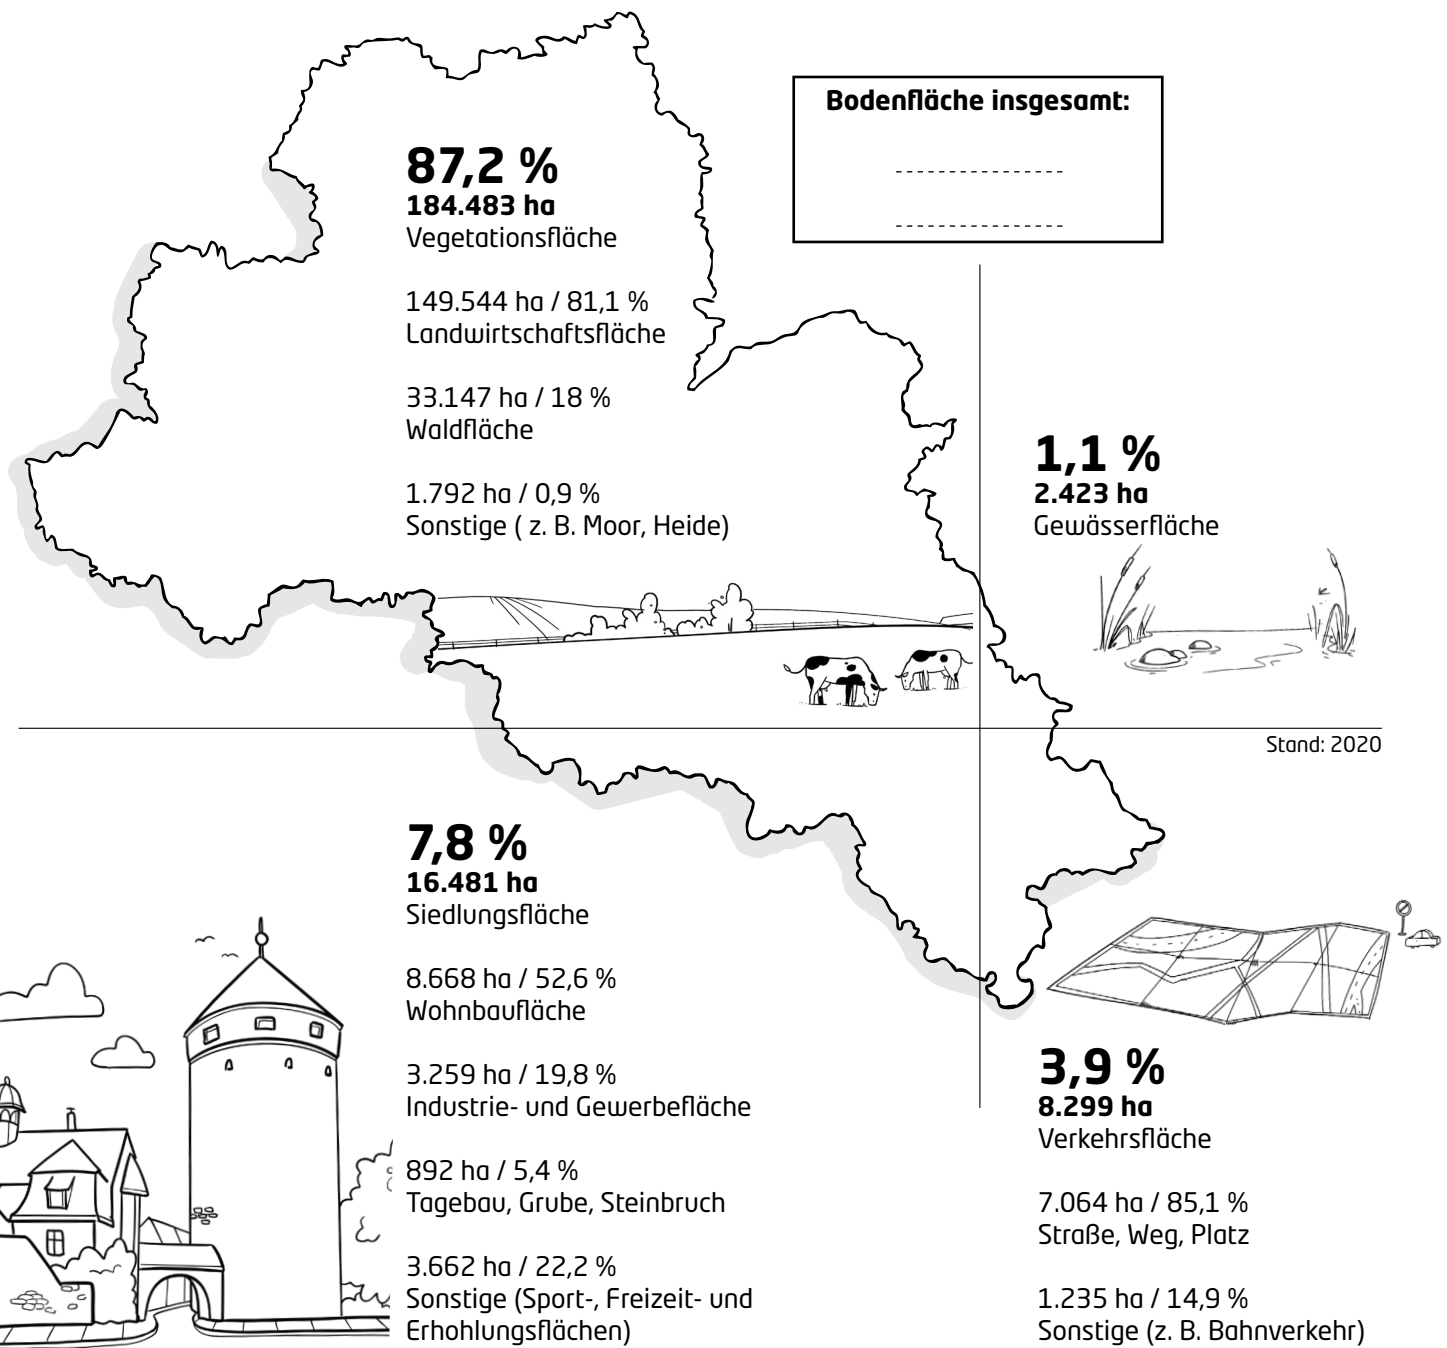 Bodenfläche insgesamt:
87,2 %
184.483 ha
Vegetationsfläche
149.544 ha / 81,1 %
Landwirtschaftsfläche
33.147 ha / 18 %
Waldfläche
1.792 ha / 0,9 %
Sonstige ( z. B. Moor, Heide)
1,1 %
2.423 ha
Gewässerfläche
Stand: 2020
7,8 %
16.481 ha
Siedlungsfläche
8.668 ha / 52,6 %
Wohnbaufläche
3.259 ha / 19,8 %
Industrie- und Gewerbefläche
892 ha / 5,4 %
Tagebau, Grube, Steinbruch
3.662 ha / 22,2 %
Sonstige (Sport-, Freizeit- und
Erhohlungsflächen)
3,9 %
8.299 ha
Verkehrsfläche
7.064 ha / 85,1 %
Straße, Weg, Platz
1.235 ha / 14,9 %
Sonstige (z. B. Bahnverkehr)